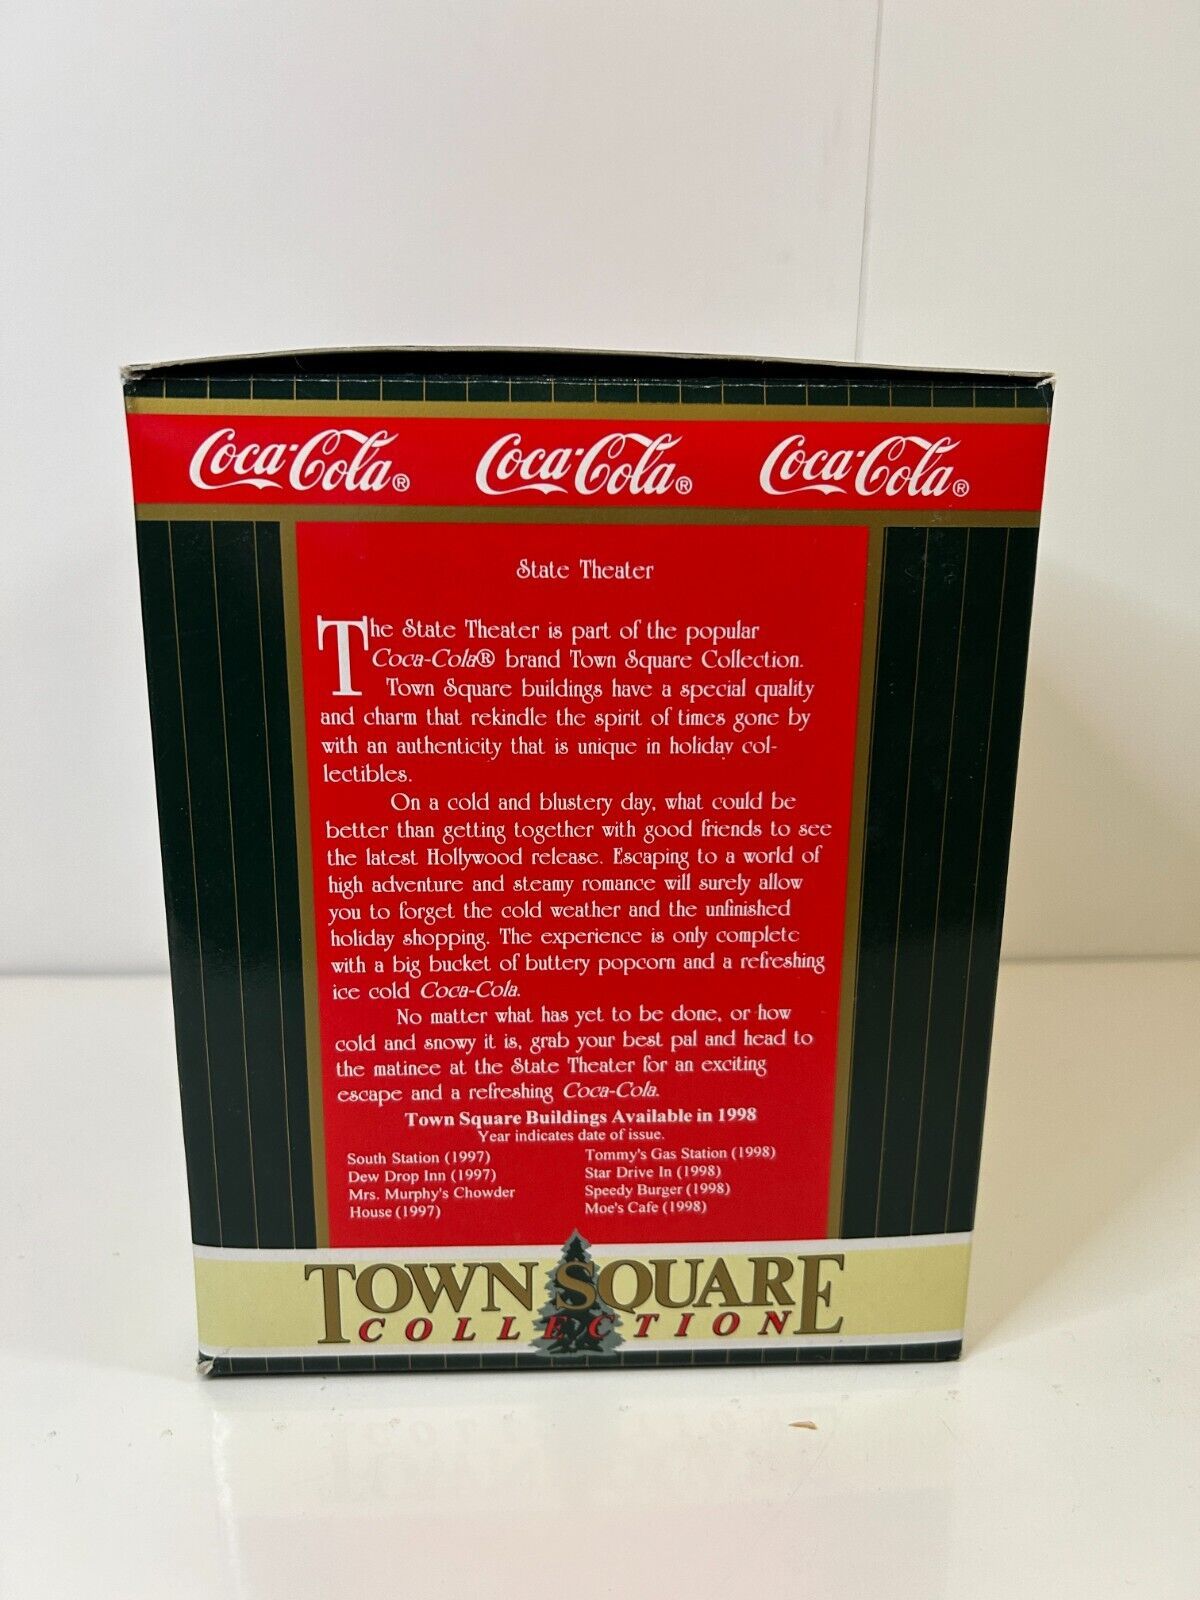 Coca-Cola® Coca-Cola® Coca-Cola®
State Theater
The State Theater is part of the popular
Coca-Cola® brand Town Square Collection.
Town Square buildings have a special quality
and charm that rekindle the spirit of times gone by
with an authenticity that is unique in holiday col-
lectibles.
On a cold and blustery day, what could be
better than getting together with good friends to see
the latest Hollywood release. Escaping to a world of
high adventure and steamy romance will surely allow
you to forget the cold weather and the unfinished
holiday shopping. The experience is only complete
with a big bucket of buttery popcorn and a refreshing
ice cold Coca-Cola.
No matter what has yet to be done, or how
cold and snowy it is, grab your best pal and head to
the matinee at the State Theater for an exciting
escape and a refreshing Coca-Cola.
Town Square Buildings Available in 1998
Year indicates date of issue.
South Station (1997)
Dew Drop Inn (1997)
Mrs. Murphy's Chowder
House (1997)
Tommy's Gas Station (1998)
Star Drive In (1998)
Speedy Burger (1998)
Moe's Cafe (1998)
TOWN SQUARE
COLLECTION